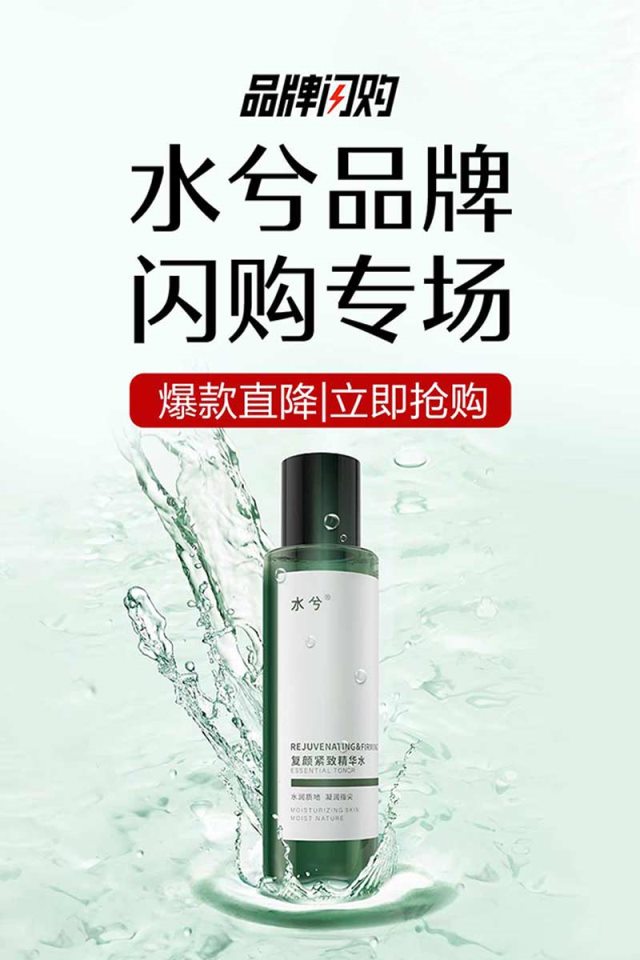 品牌闪购
水兮品牌
闪购专场
爆款直降|立即抢购
水兮®
REJUVENATING&FIRMING
复颜紧致精华水
ESSENTIAL TONOR
水润质地 凝润指尖
MOISTURIZING SKIN
MOIST NATURE